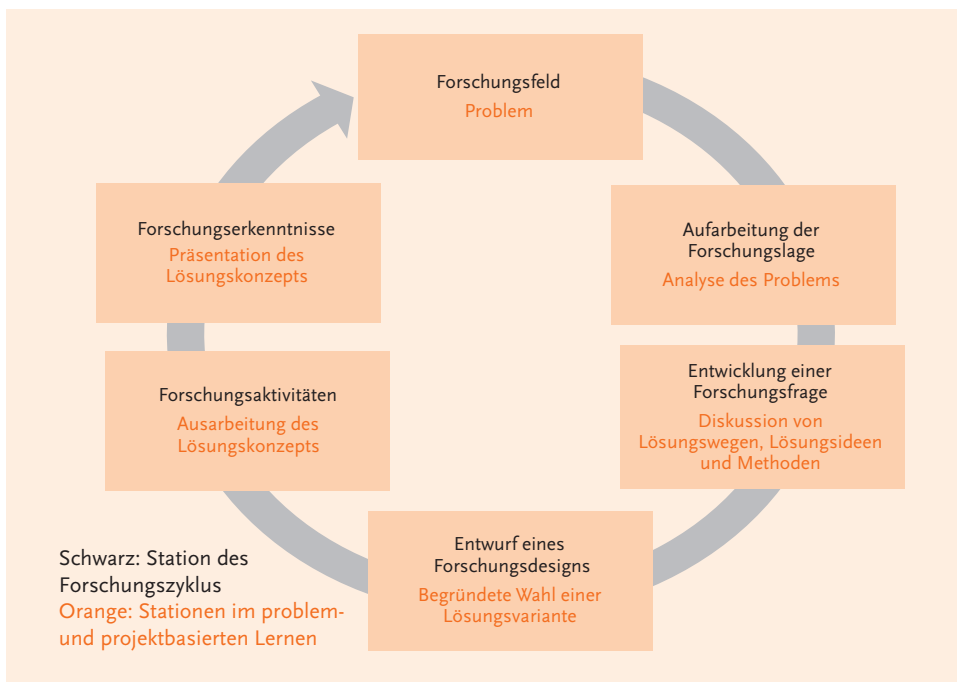 Forschungsfeld
Problem
Aufarbeitung der
Forschungslage
Analyse des Problems
Entwicklung einer
Forschungsfrage
Diskussion von
Lösungswegen, Lösungsideen
und Methoden
Entwurf eines
Forschungsdesigns
Begründete Wahl einer
Lösungsvariante
Forschungsaktivitäten
Ausarbeitung des
Lösungskonzepts
Forschungserkenntnisse
Präsentation des
Lösungskonzepts
Schwarz: Station des
Forschungszyklus
Orange: Stationen im problem-
und projektbasierten Lernen